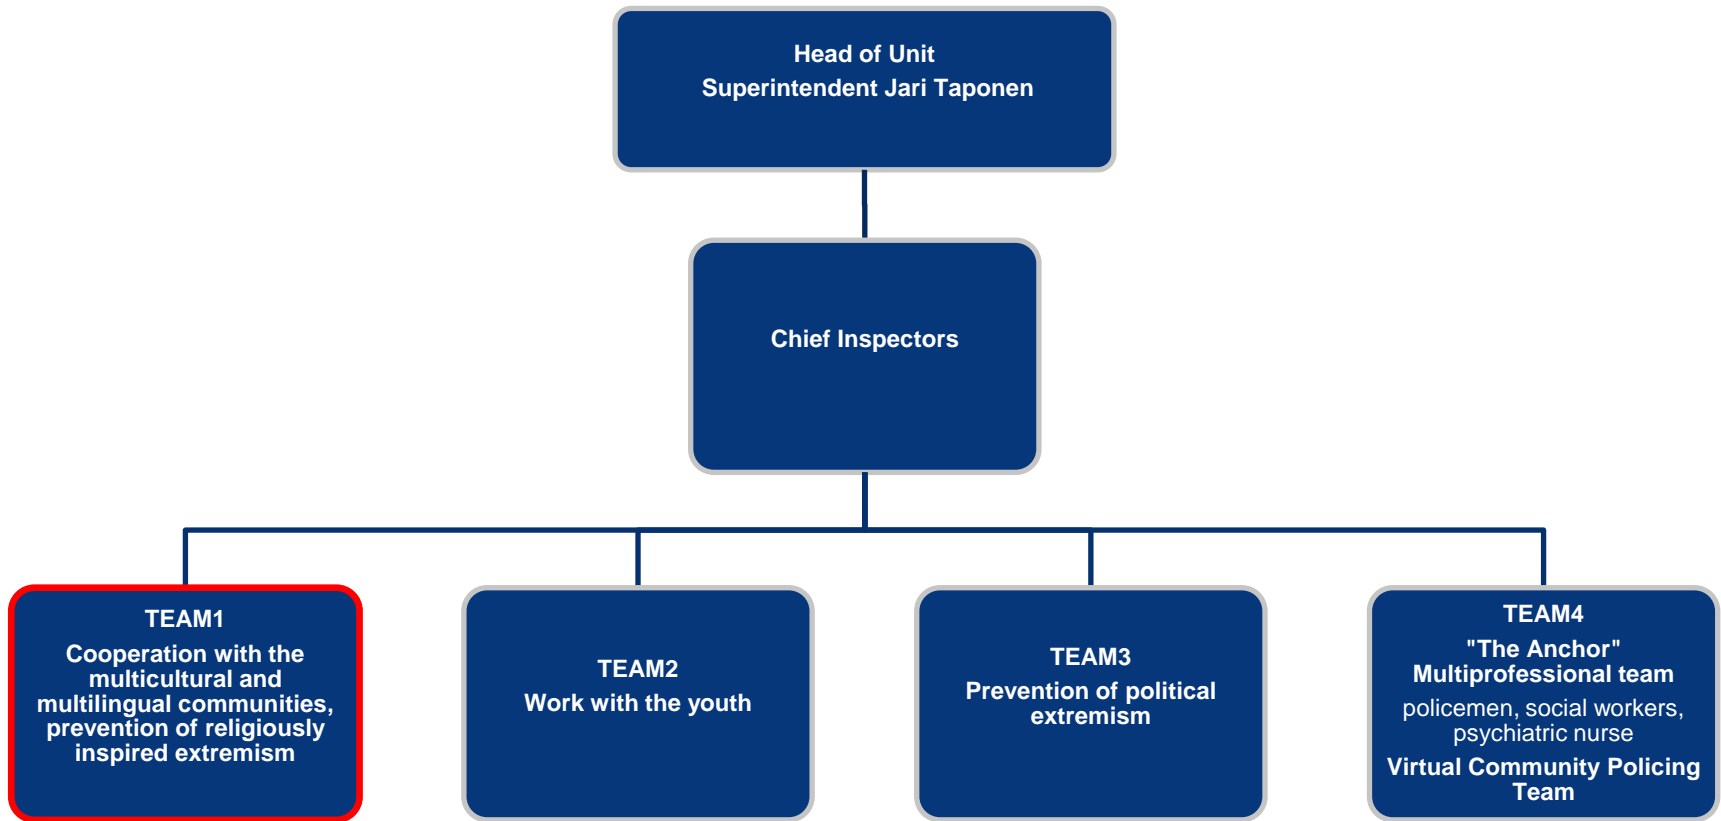 Head of Unit
Superintendent Jari Taponen
Chief Inspectors
TEAM1
Cooperation with the
multicultural and
multilingual communities,
prevention of religiously
inspired extremism
TEAM2
Work with the youth
TEAM3
Prevention of political
extremism
TEAM4
"The Anchor"
Multiprofessional team
policemen, social workers,
psychiatric nurse
Virtual Community Policing
Team